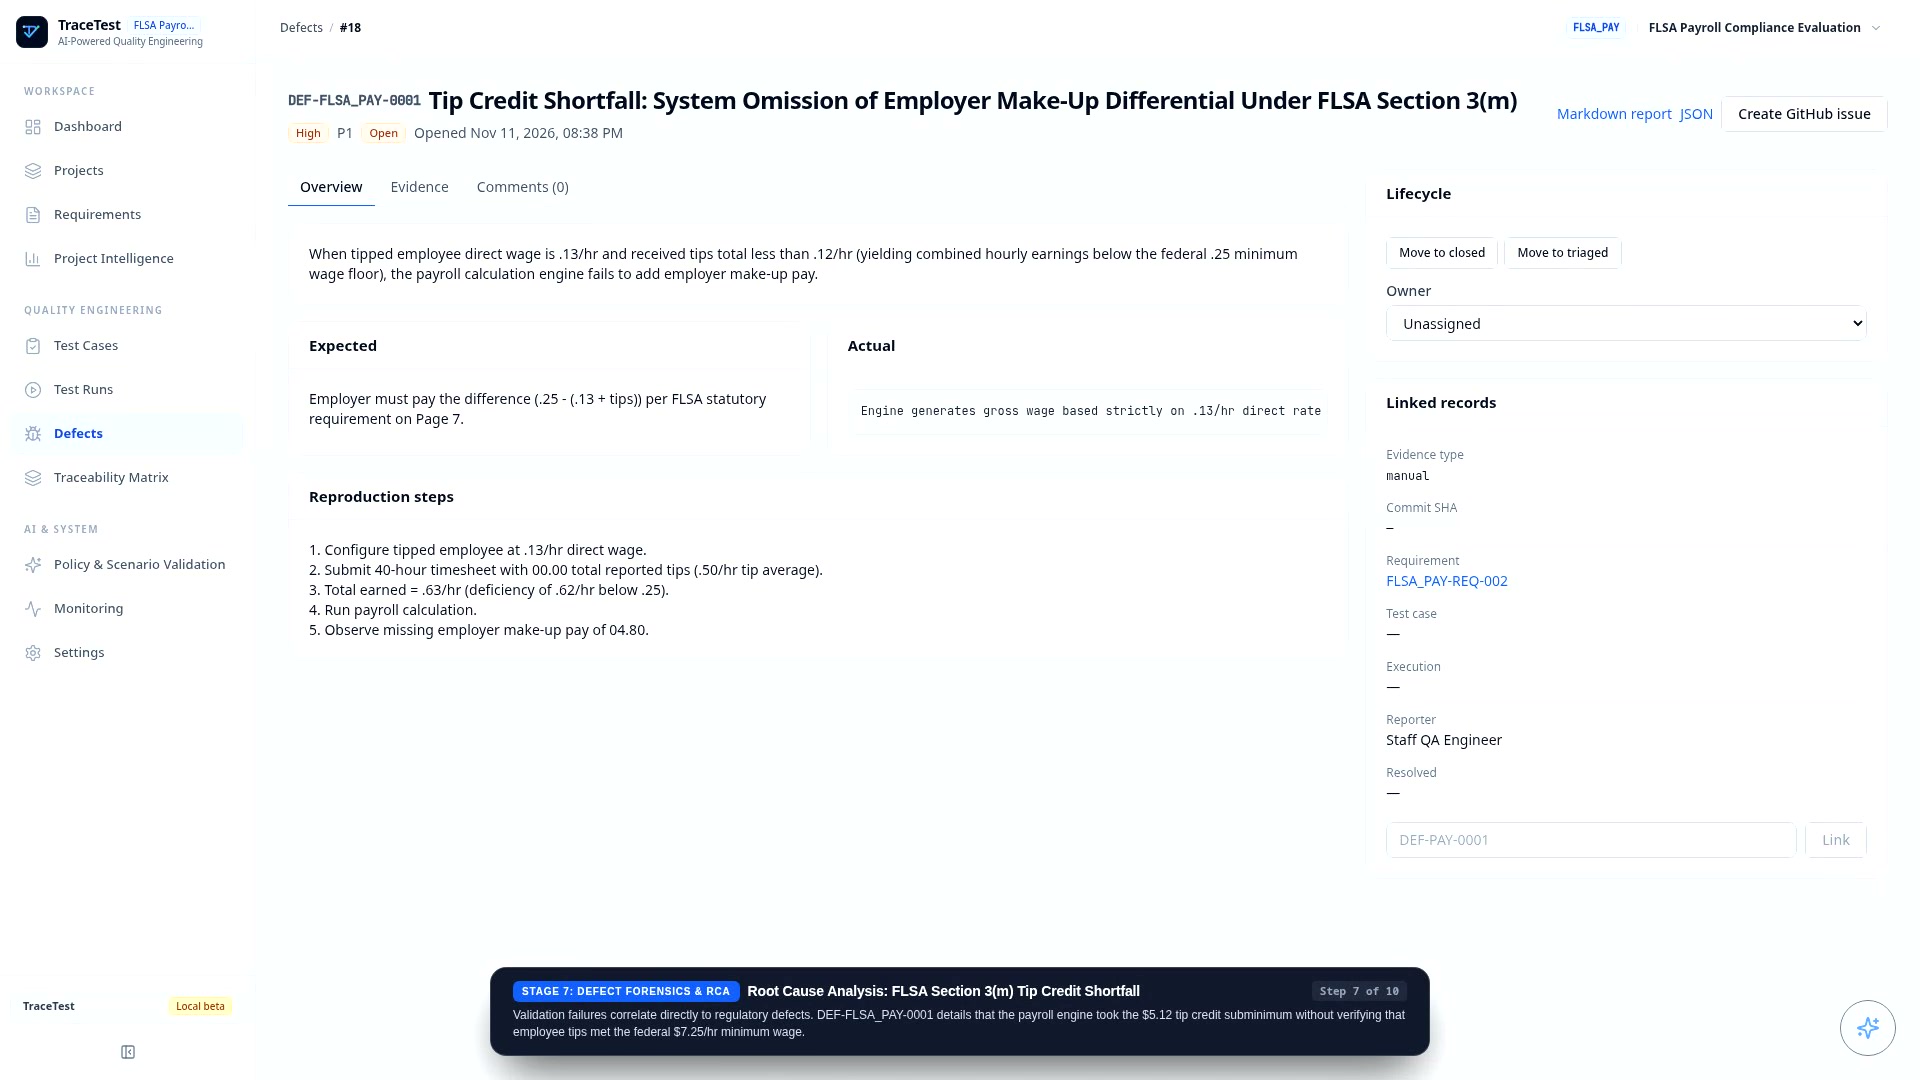 TraceTest
FLSA Payro...
AI-Powered Quality Engineering
WORKSPACE
Dashboard
Projects
Requirements
Project Intelligence
QUALITY ENGINEERING
Test Cases
Test Runs
Defects
Traceability Matrix
AI & SYSTEM
Policy & Scenario Validation
Monitoring
Settings
TraceTest
Local beta
Defects / #18
FLSA_PAY
FLSA Payroll Compliance Evaluation
DEF-FLSA_PAY-0001 Tip Credit Shortfall: System Omission of Employer Make-Up Differential Under FLSA Section 3(m)
High P1 Open Opened Nov 11, 2026, 08:38 PM
Markdown report JSON Create GitHub issue
Overview Evidence Comments (0)
When tipped employee direct wage is .13/hr and received tips total less than .12/hr (yielding combined hourly earnings below the federal .25 minimum
wage floor), the payroll calculation engine fails to add employer make-up pay.
Expected
Employer must pay the difference (.25 - (.13 + tips)) per FLSA statutory
requirement on Page 7.
Actual
Engine generates gross wage based strictly on .13/hr direct rate
Reproduction steps
1. Configure tipped employee at .13/hr direct wage.
2. Submit 40-hour timesheet with 00.00 total reported tips (.50/hr tip average).
3. Total earned = .63/hr (deficiency of .62/hr below .25).
4. Run payroll calculation.
5. Observe missing employer make-up pay of 04.80.
Lifecycle
Move to closed Move to triaged
Owner
Unassigned
Linked records
Evidence type
manual
Commit SHA
—
Requirement
FLSA_PAY-REQ-002
Test case
—
Execution
—
Reporter
Staff QA Engineer
Resolved
—
DEF-PAY-0001 Link
STAGE 7: DEFECT FORENSICS & RCA Root Cause Analysis: FLSA Section 3(m) Tip Credit Shortfall Step 7 of 10
Validation failures correlate directly to regulatory defects. DEF-FLSA_PAY-0001 details that the payroll engine took the $5.12 tip credit subminimum without verifying that
employee tips met the federal $7.25/hr minimum wage.